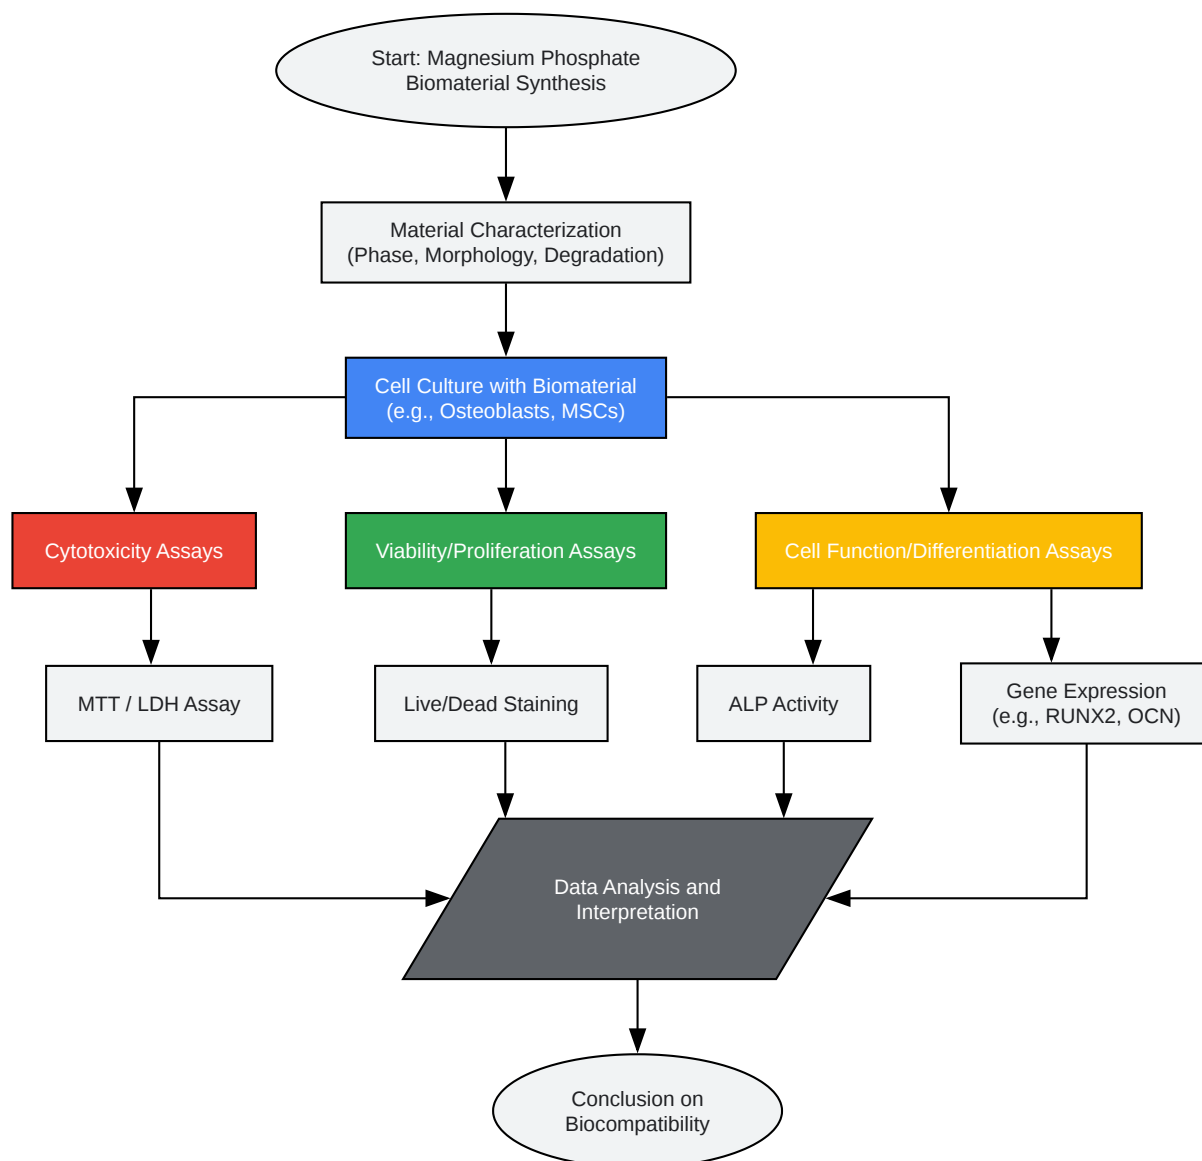 Start: Magnesium Phosphate
Biomaterial Synthesis
Material Characterization
(Phase, Morphology, Degradation)
Cell Culture with Biomaterial
(e.g., Osteoblasts, MSCs)
Cytotoxicity Assays
Viability/Proliferation Assays
Cell Function/Differentiation Assays
MTT / LDH Assay
Live/Dead Staining
ALP Activity
Gene Expression
(e.g., RUNX2, OCN)
Data Analysis and
Interpretation
Conclusion on
Biocompatibility